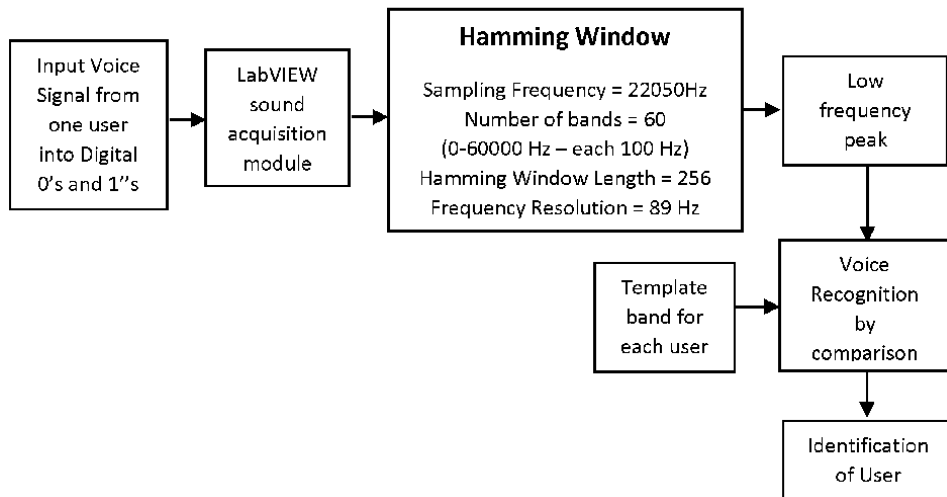 Input Voice
Signal from
one user
into Digital
0's and 1"s
LabVIEW
sound
acquisition
module
Hamming Window
Sampling Frequency = 22050Hz
Number of bands = 60
(0-60000 Hz – each 100 Hz)
Hamming Window Length = 256
Frequency Resolution = 89 Hz
Low
frequency
peak
Template
band for
each user
Voice
Recognition
by
comparison
Identification
of User